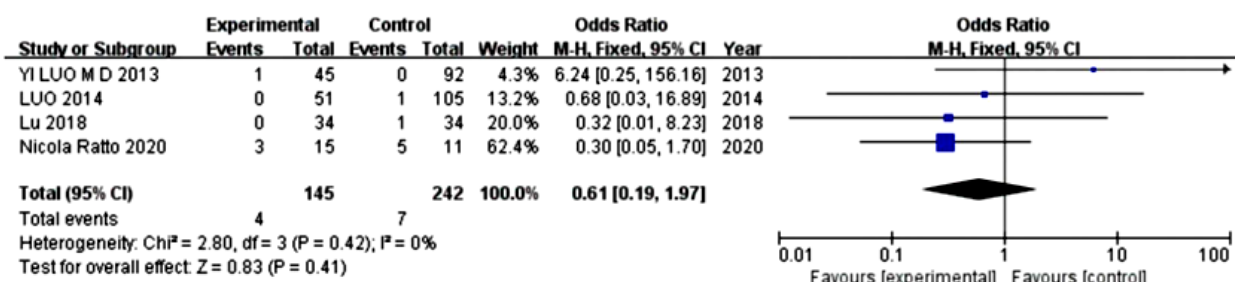 Experimental Control Odds Ratio Odds Ratio
Study or Subgroup Events Total Events Total Weight M-H, Fixed, 95% CI Year M-H, Fixed, 95% CI
YI LUO M D 2013 1 45 0 92 4.3% 6.24 [0.25, 156.16] 2013
LUO 2014 0 51 1 105 13.2% 0.68 [0.03, 16.89] 2014
Lu 2018 0 34 1 34 20.0% 0.32 [0.01, 8.23] 2018
Nicola Ratto 2020 3 15 5 11 62.4% 0.30 [0.05, 1.70] 2020
Total (95% CI) 145 242 100.0% 0.61 [0.19, 1.97]
Total events 4 7
Heterogeneity: Chi² = 2.80, df = 3 (P = 0.42); I² = 0%
Test for overall effect: Z = 0.83 (P = 0.41)
0.01 0.1 1 10 100
Favours [experimental] Favours [control]